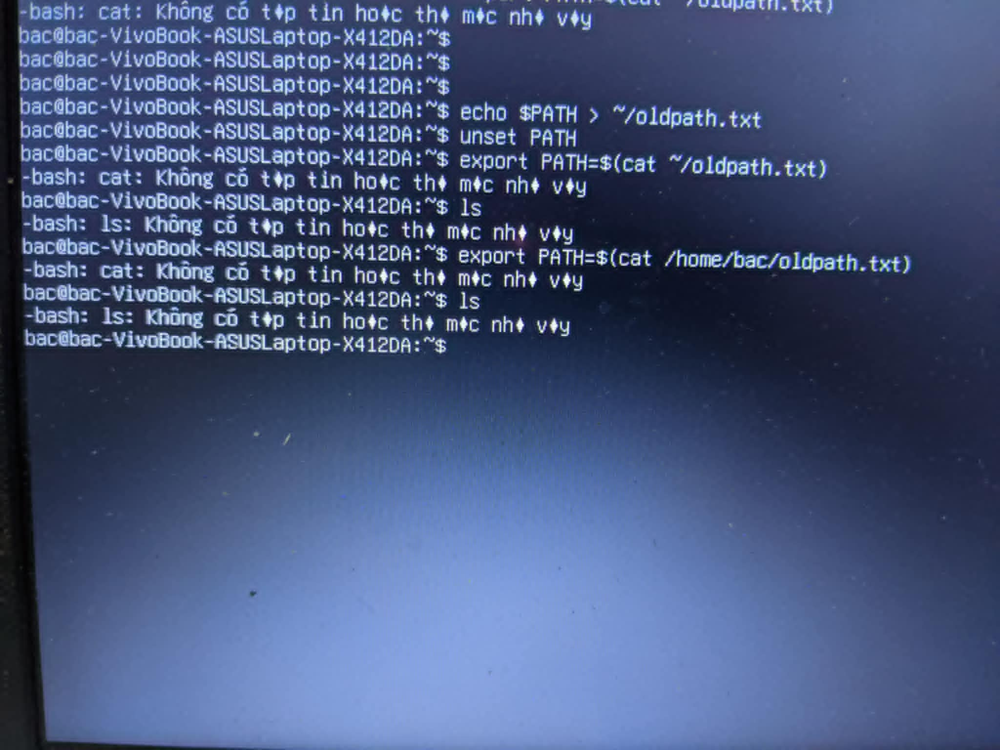 PATH=$(cat ~/oldpath.txt)
-bash: cat: Không có t♦p tin ho♦c th♦ m♦c nh♦ v♦y
bac@bac-VivoBook-ASUSLaptop-X412DA:~$
bac@bac-VivoBook-ASUSLaptop-X412DA:~$
bac@bac-VivoBook-ASUSLaptop-X412DA:~$
bac@bac-VivoBook-ASUSLaptop-X412DA:~$ echo $PATH > ~/oldpath.txt
bac@bac-VivoBook-ASUSLaptop-X412DA:~$ unset PATH
bac@bac-VivoBook-ASUSLaptop-X412DA:~$ export PATH=$(cat ~/oldpath.txt)
-bash: cat: Không có t♦p tin ho♦c th♦ m♦c nh♦ v♦y
bac@bac-VivoBook-ASUSLaptop-X412DA:~$ ls
-bash: ls: Không có t♦p tin ho♦c th♦ m♦c nh♦ v♦y
bac@bac-VivoBook-ASUSLaptop-X412DA:~$ export PATH=$(cat /home/bac/oldpath.txt)
-bash: cat: Không có t♦p tin ho♦c th♦ m♦c nh♦ v♦y
bac@bac-VivoBook-ASUSLaptop-X412DA:~$ ls
-bash: ls: Không có t♦p tin ho♦c th♦ m♦c nh♦ v♦y
bac@bac-VivoBook-ASUSLaptop-X412DA:~$